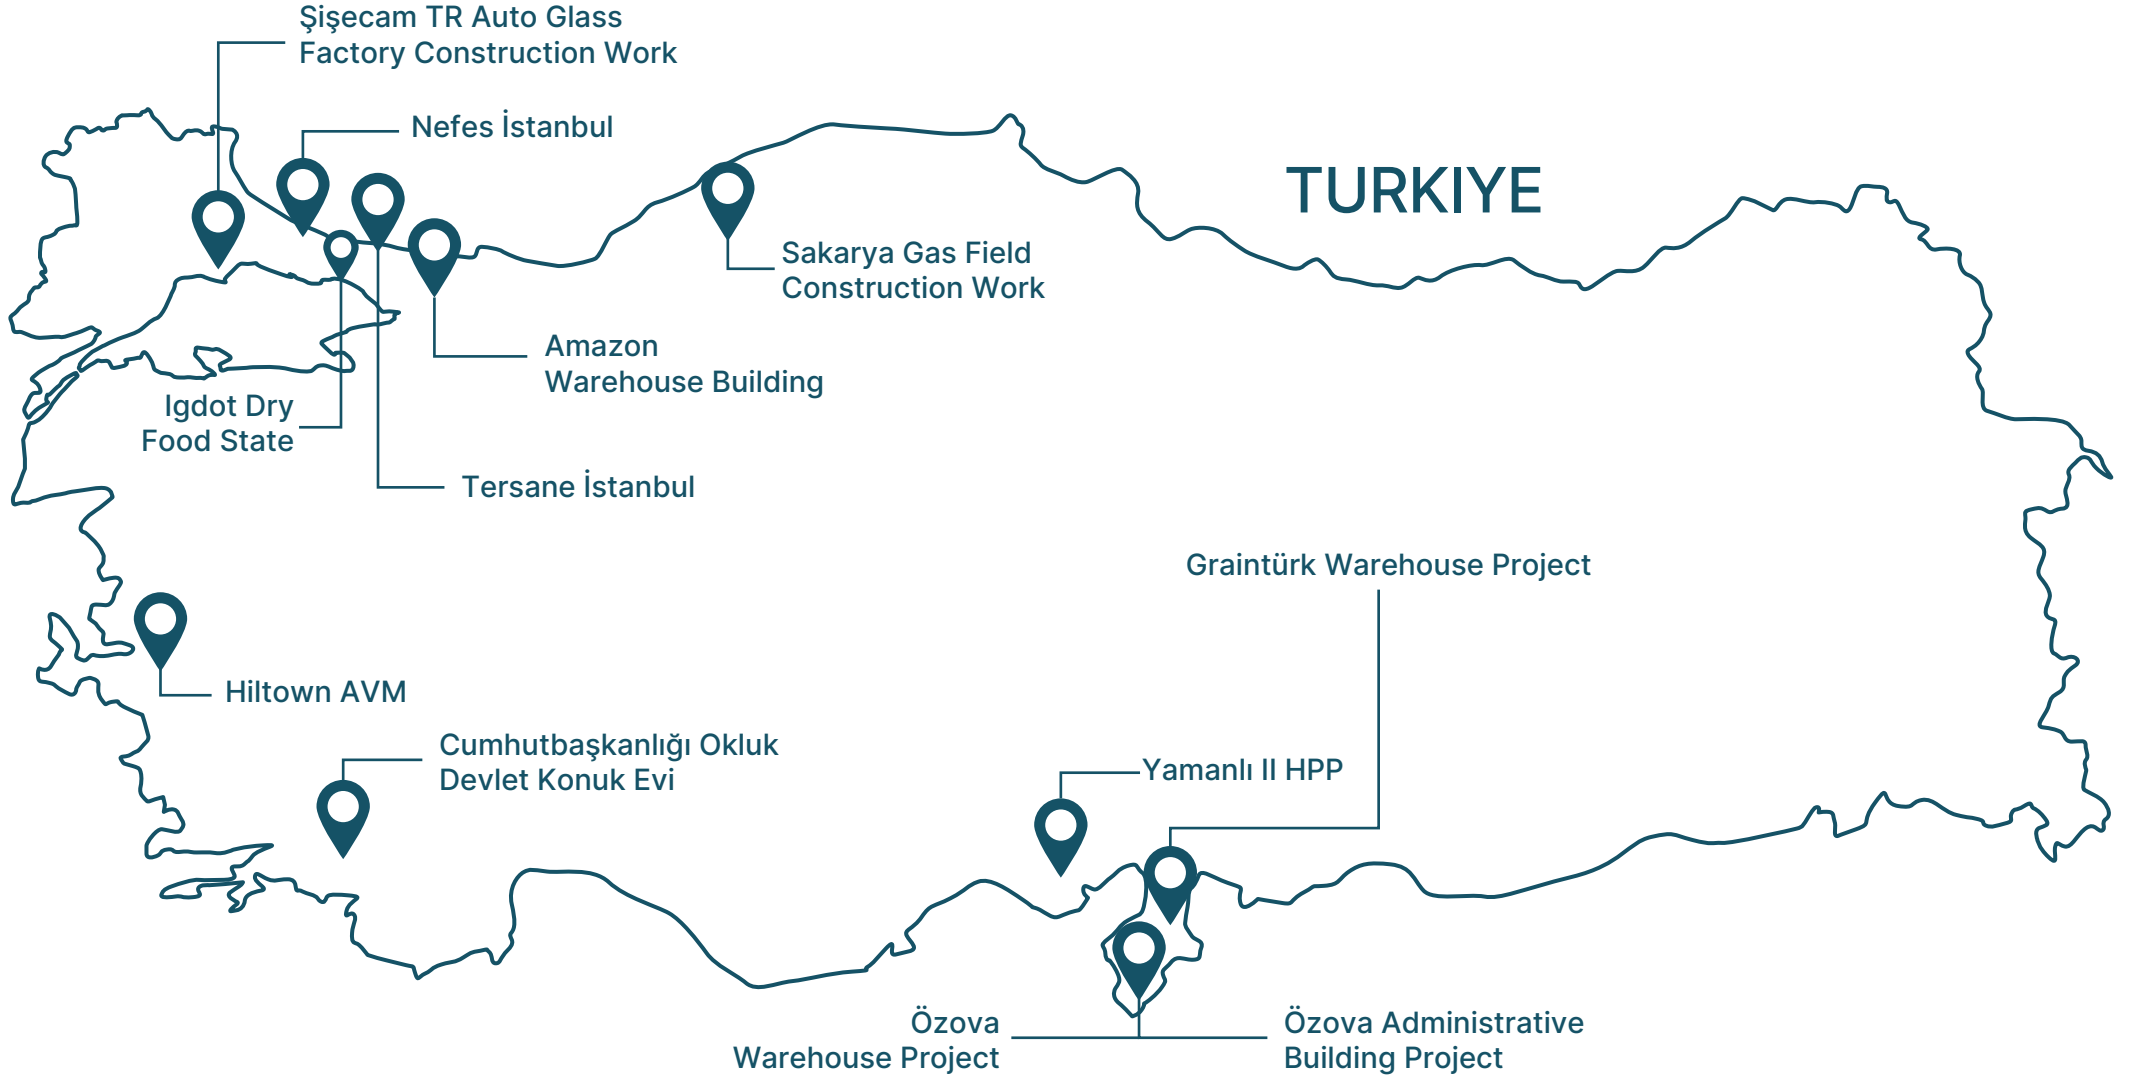 Şişecam TR Auto Glass
Factory Construction Work
Nefes İstanbul
TURKIYE
Sakarya Gas Field
Construction Work
Amazon
Warehouse Building
Igdot Dry
Food State
Tersane İstanbul
Graintürk Warehouse Project
Hiltown AVM
Cumhutbaşkanlığı Okluk
Devlet Konuk Evi
Yamanlı II HPP
Özova
Warehouse Project
Özova Administrative
Building Project